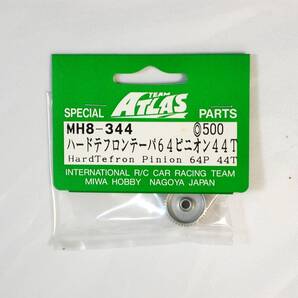 TEAM
ATLAS
SPECIAL PARTS
MH8-344 ◎500
ハードテフロンテーパ64ピニオン44T
HardTefron Pinion 64P 44T
INTERNATIONAL R/C CAR RACING TEAM
MIWA HOBBY NAGOYA JAPAN